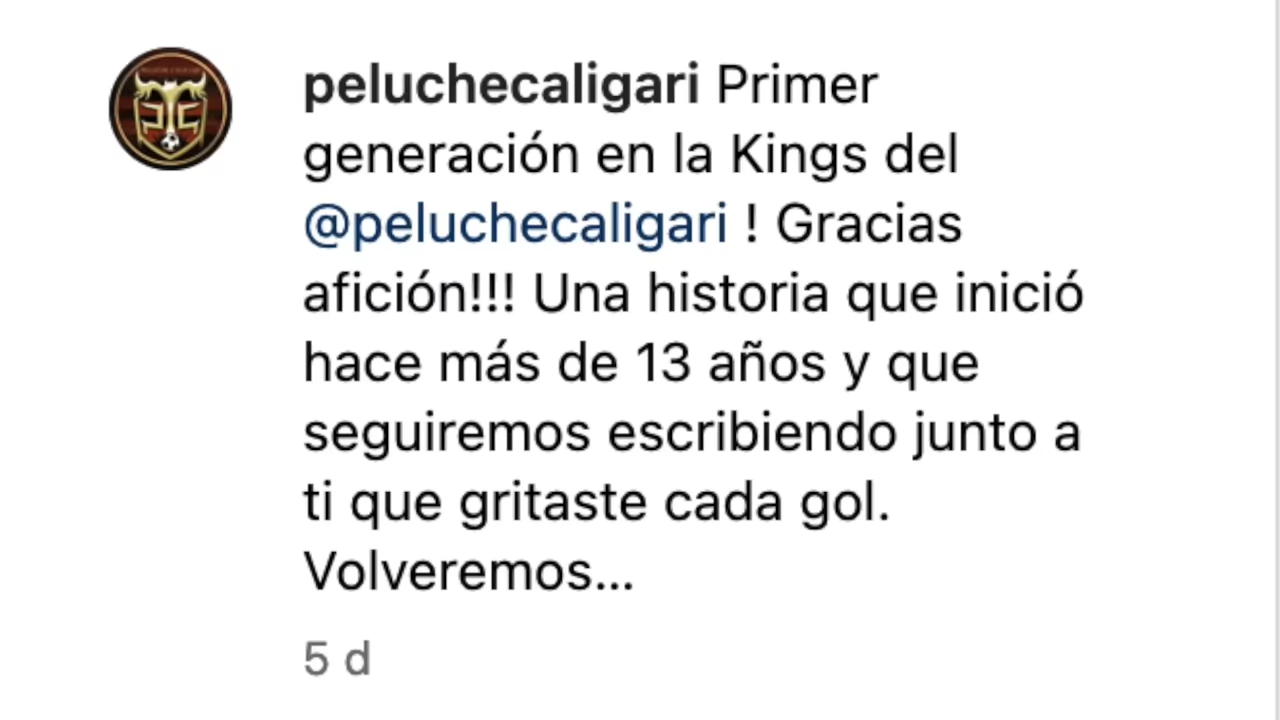 peluchecaligari Primer
generación en la Kings del
@peluchecaligari ! Gracias
afición!!! Una historia que inició
hace más de 13 años y que
seguiremos escribiendo junto a
ti que gritaste cada gol.
Volveremos...
5 d